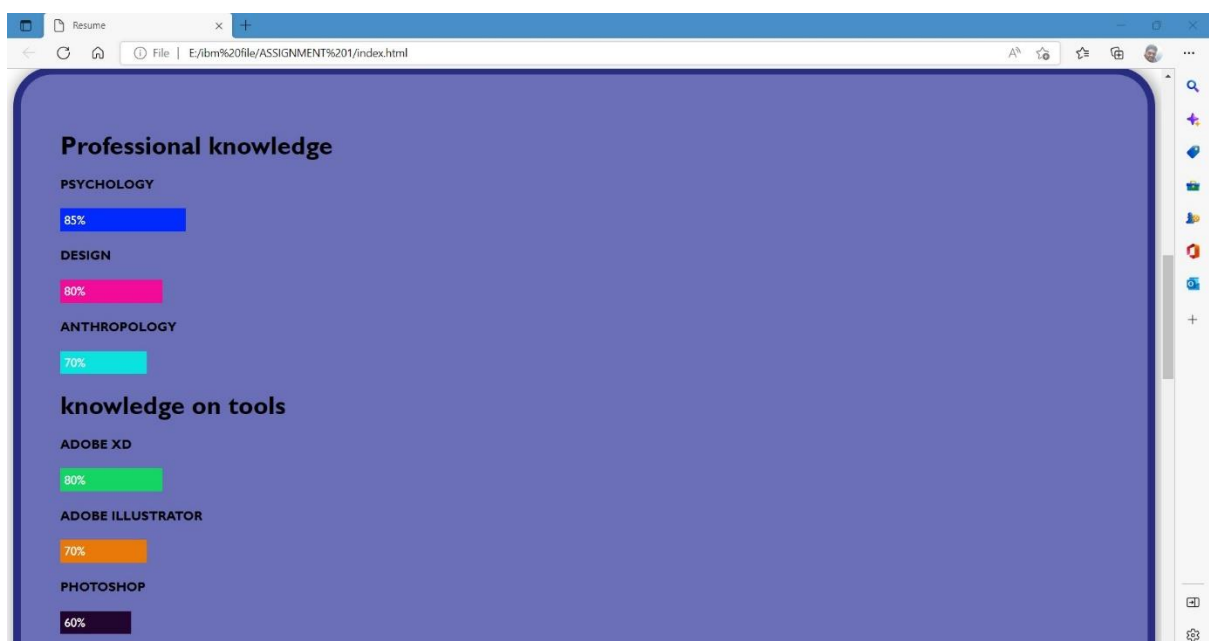 Resume
File | E:/ibm%20file/ASSIGNMENT%201/index.html
Professional knowledge
PSYCHOLOGY
85%
DESIGN
80%
ANTHROPOLOGY
70%
knowledge on tools
ADOBE XD
80%
ADOBE ILLUSTRATOR
70%
PHOTOSHOP
60%